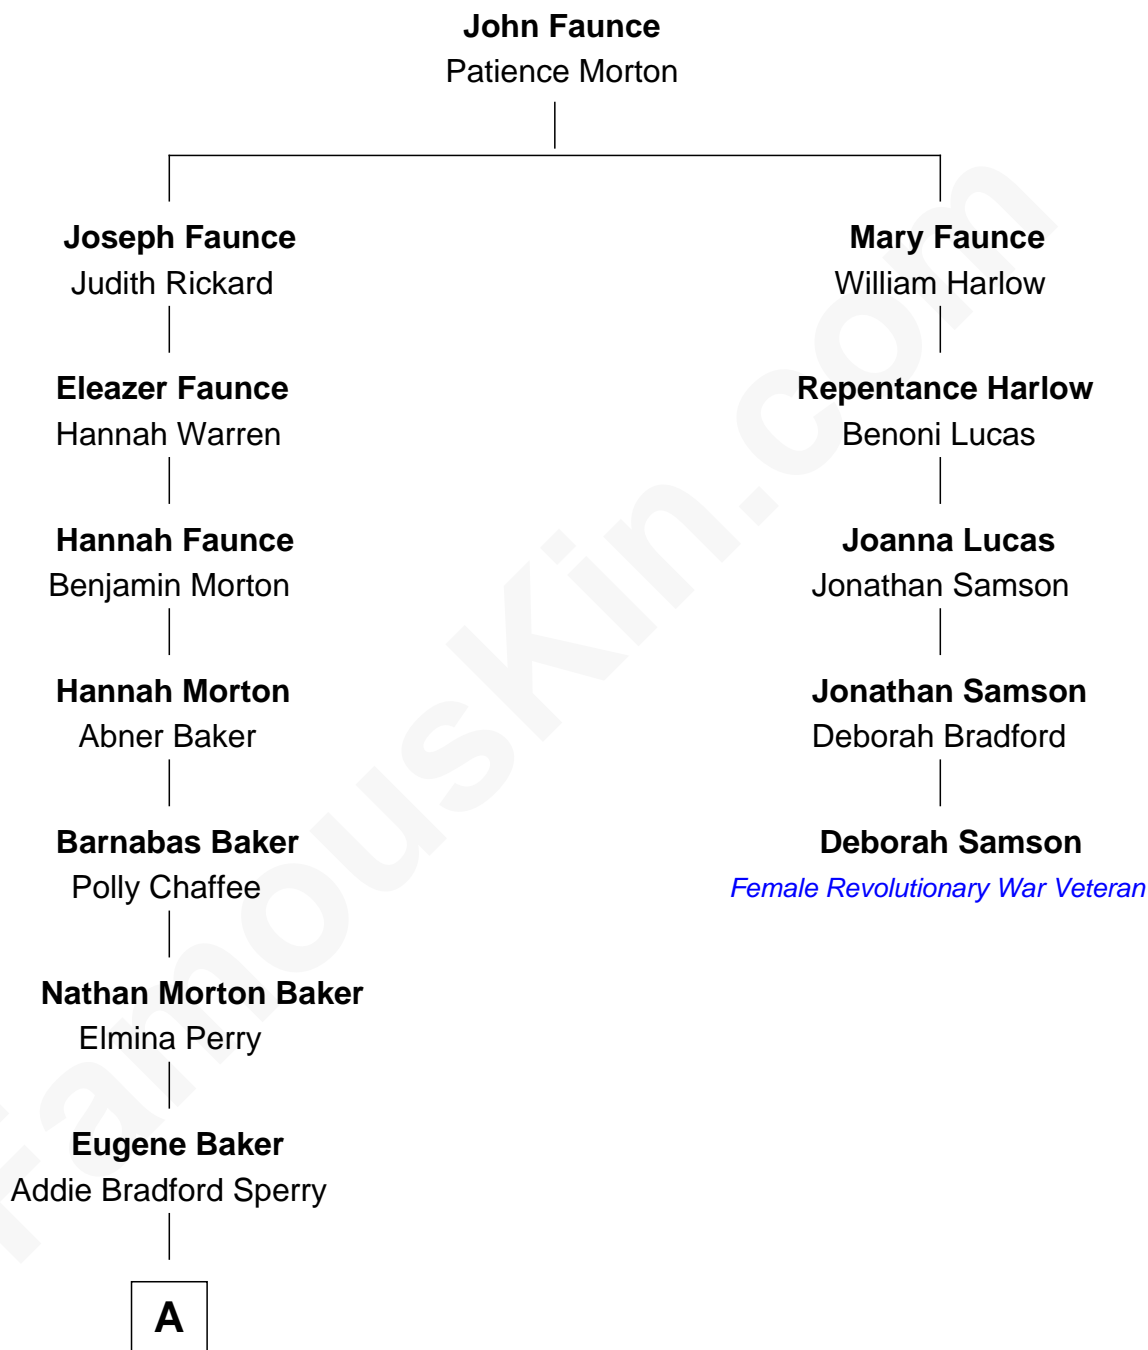 John Faunce
Patience Morton
Joseph Faunce
Judith Rickard
Mary Faunce
William Harlow
Eleazer Faunce
Hannah Warren
Repentance Harlow
Benoni Lucas
Hannah Faunce
Benjamin Morton
Joanna Lucas
Jonathan Samson
Hannah Morton
Abner Baker
Jonathan Samson
Deborah Bradford
Barnabas Baker
Polly Chaffee
Deborah Samson
Female Revolutionary War Veteran
Nathan Morton Baker
Elmina Perry
Eugene Baker
Addie Bradford Sperry
A
FamousKin.com